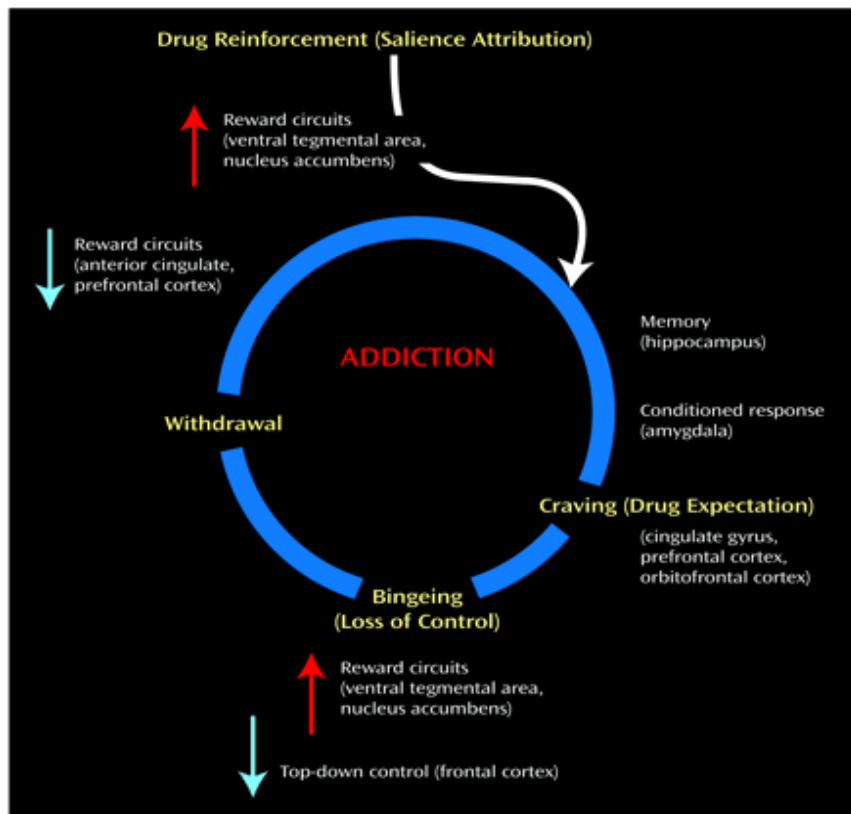 Drug Reinforcement (Salience Attribution)
Reward circuits
(ventral tegmental area,
nucleus accumbens)
Reward circuits
(anterior cingulate,
prefrontal cortex)
Memory
(hippocampus)
ADDICTION
Conditioned response
(amygdala)
Withdrawal
Craving (Drug Expectation)
(cingulate gyrus,
prefrontal cortex,
orbitofrontal cortex)
Bingeing
(Loss of Control)
Reward circuits
(ventral tegmental area,
nucleus accumbens)
Top-down control (frontal cortex)